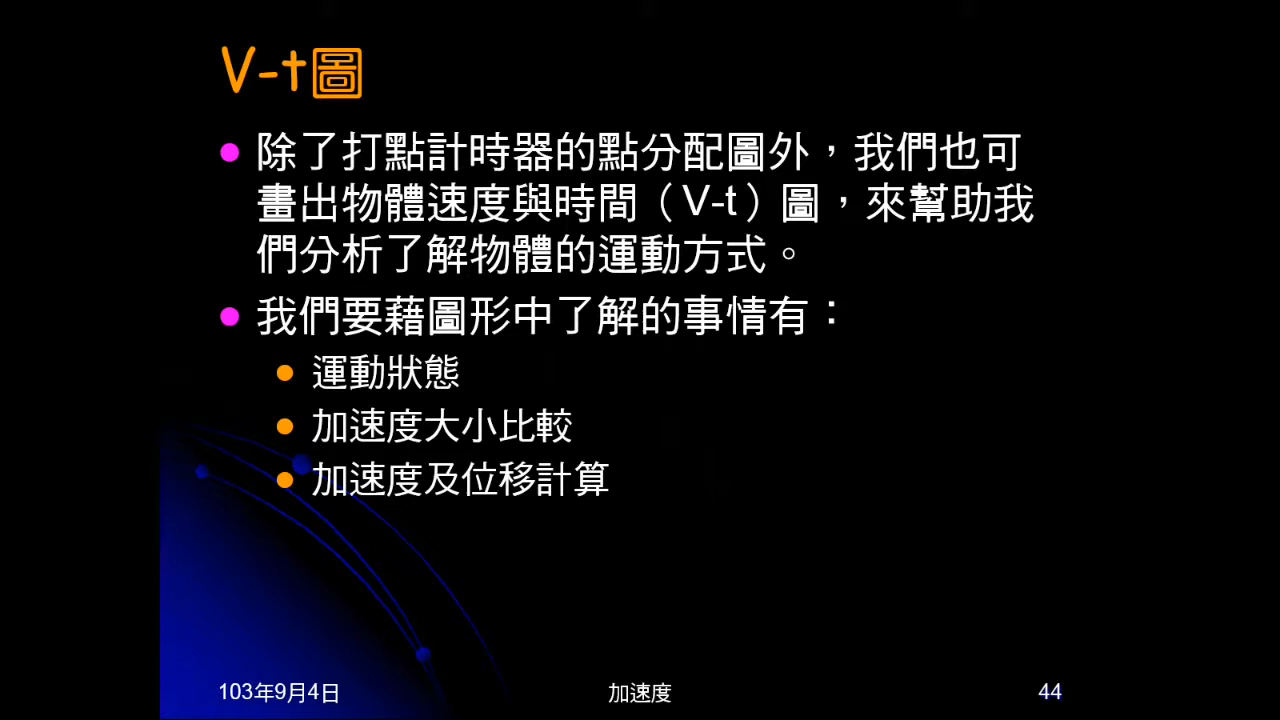 V-t圖
除了打點計時器的點分配圖外，我們也可
畫出物體速度與時間（V-t）圖，來幫助我
們分析了解物體的運動方式。
我們要藉圖形中了解的事情有：
運動狀態
加速度大小比較
加速度及位移計算
103年9月4日
加速度
44